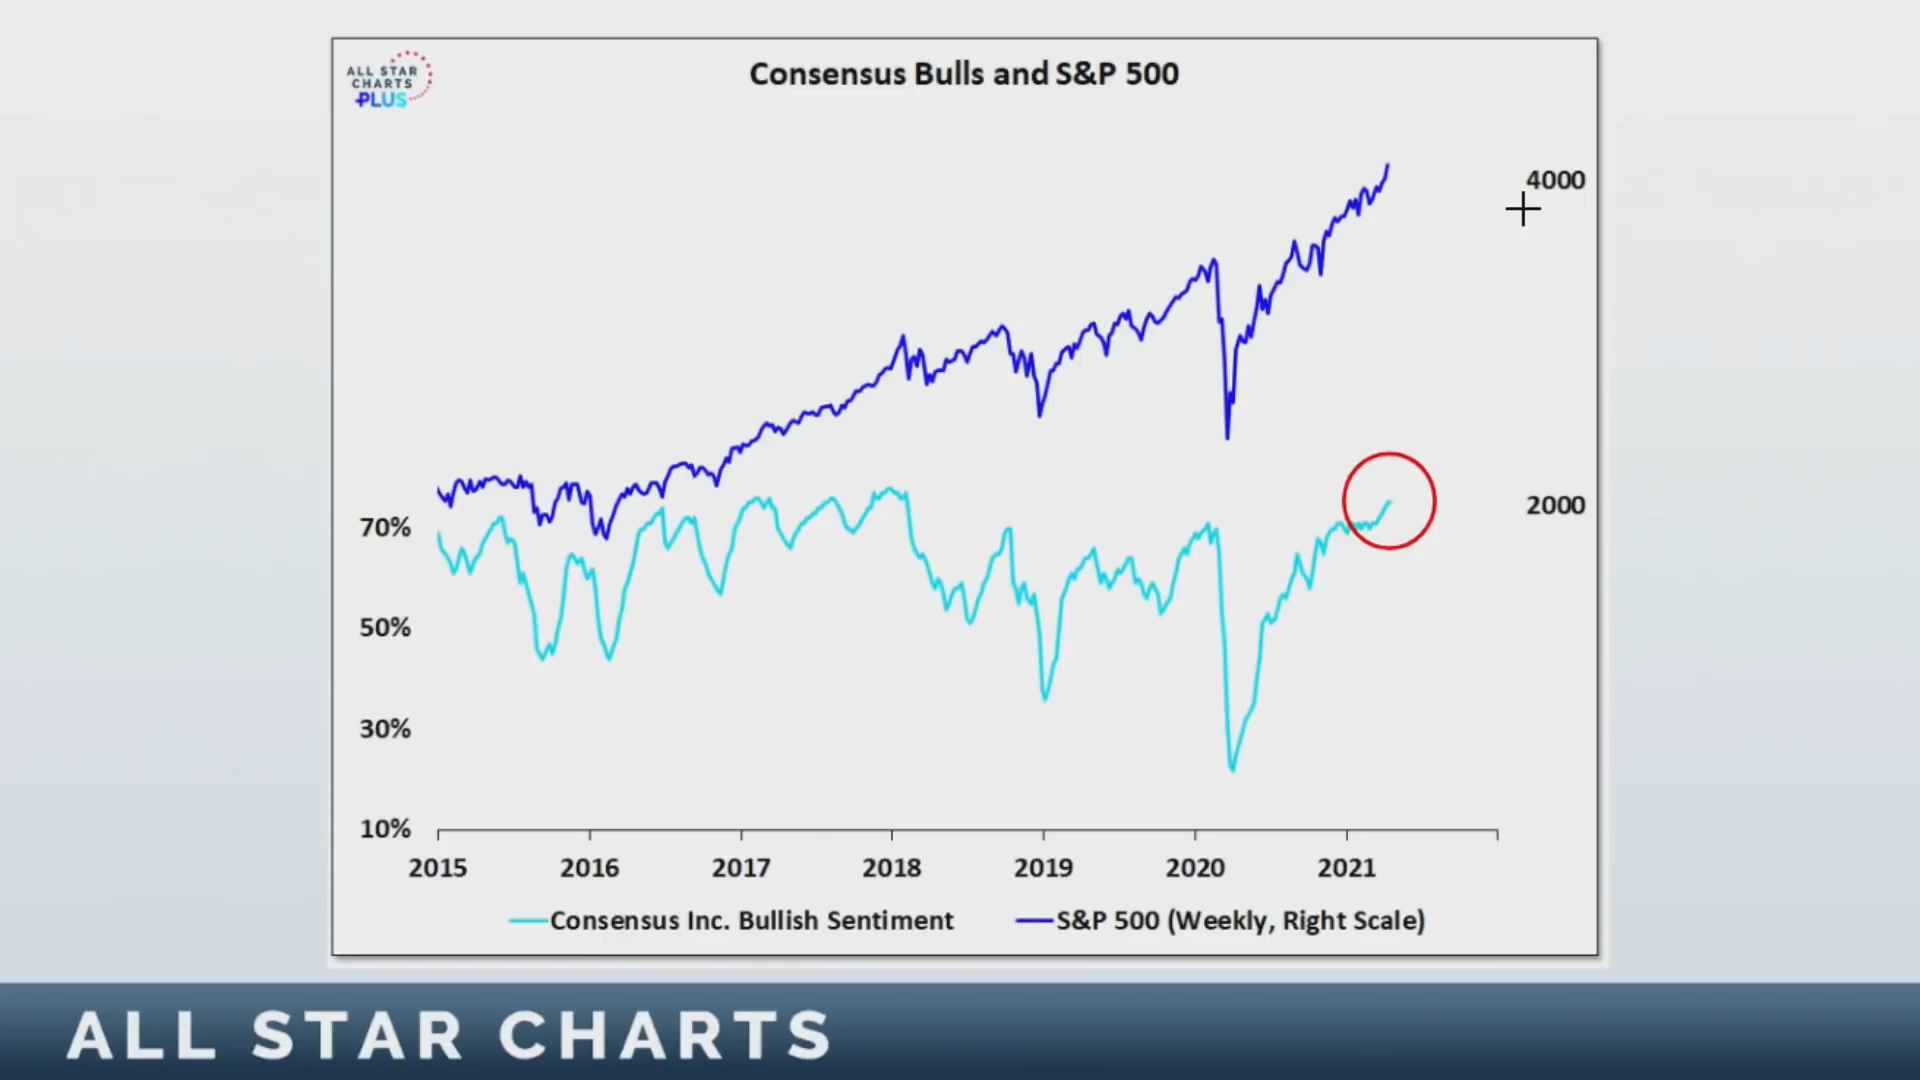 ALL STAR
CHARTS
PLUS
Consensus Bulls and S&P 500
4000
2000
70%
50%
30%
10%
2015 2016 2017 2018 2019 2020 2021
Consensus Inc. Bullish Sentiment S&P 500 (Weekly, Right Scale)
ALL STAR CHARTS